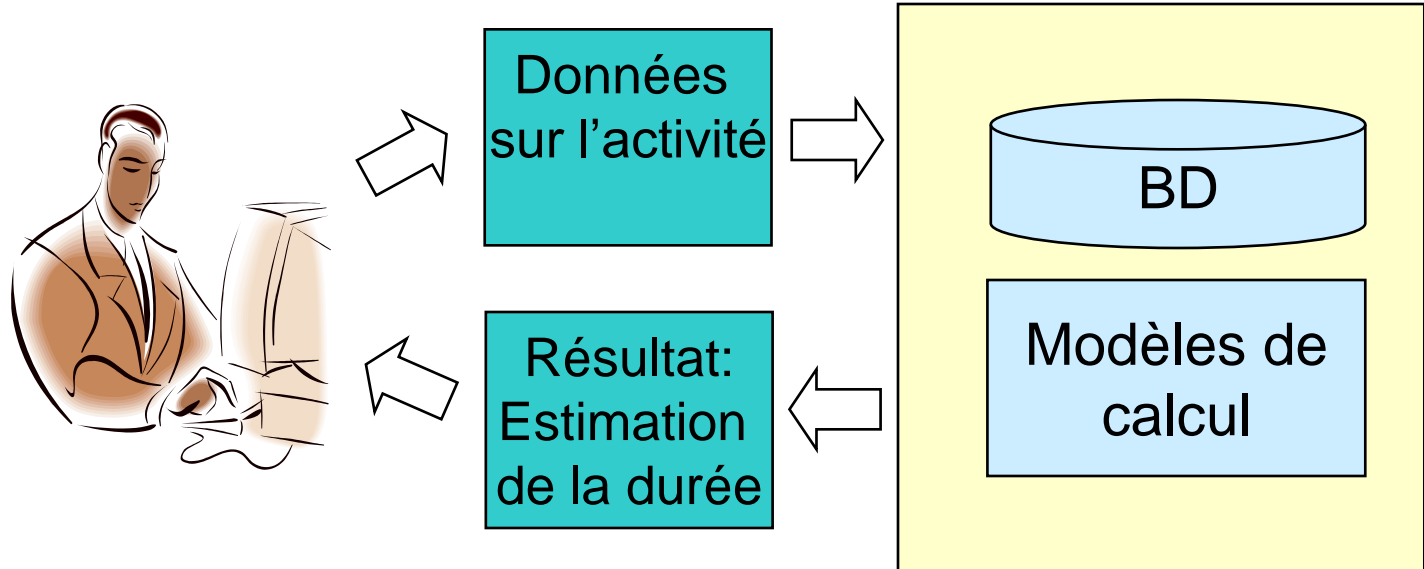 Données
sur l'activité
BD
Modèles de
calcul
Résultat:
Estimation
de la durée